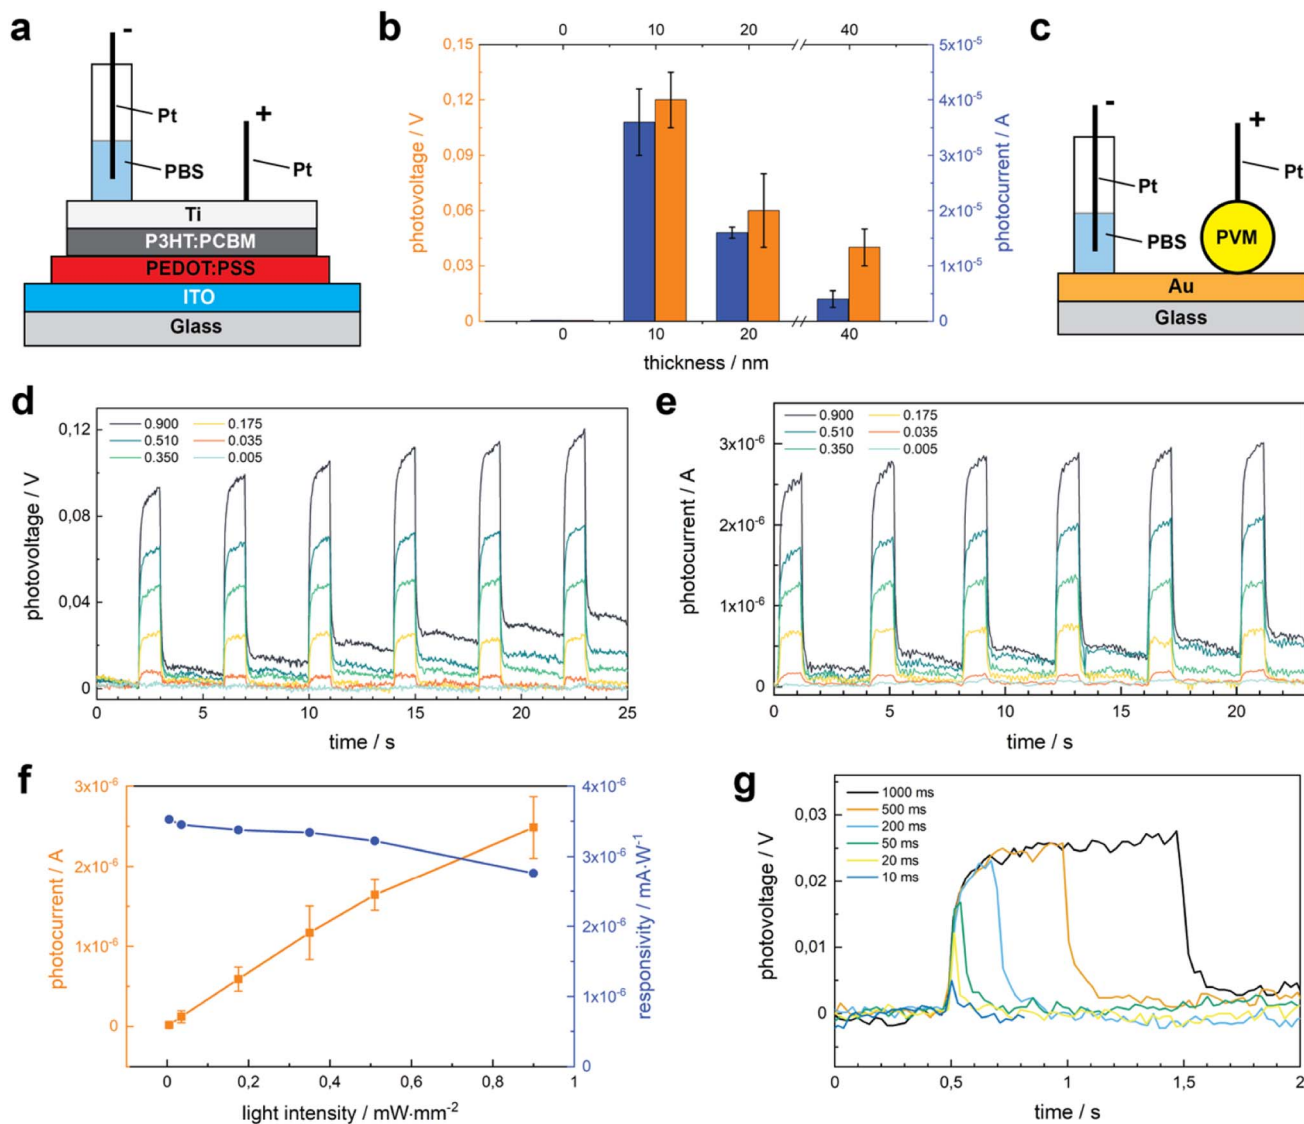 a
-
Pt
+
PBS
Pt
Ti
P3HT:PCBM
PEDOT:PSS
ITO
Glass
b
0 10 20 40
0,15 5x10⁻⁵
0,12 4x10⁻⁵
0,09 3x10⁻⁵
0,06 2x10⁻⁵
0,03 1x10⁻⁵
0 0
photovoltage / V
photocurrent / A
0 10 20 40
thickness / nm
c
-
+
Pt
Pt
PBS
PVM
Au
Glass
d
0.900 0.175
0.510 0.035
0.350 0.005
0,12
0,08
0,04
0
photovoltage / V
0 5 10 15 20 25
time / s
e
0.900 0.175
0.510 0.035
0.350 0.005
3x10⁻⁶
2x10⁻⁶
1x10⁻⁶
0
photocurrent / A
0 5 10 15 20
time / s
f
3x10⁻⁶ 4x10⁻⁶
2x10⁻⁶ 3x10⁻⁶
1x10⁻⁶ 4x10⁻⁶
0 1x10⁻⁶
0
photocurrent / A
responsivity / mA·W⁻¹
0 0,2 0,4 0,6 0,8 1
light intensity / mW·mm⁻²
g
1000 ms
500 ms
200 ms
50 ms
20 ms
10 ms
0,03
0,02
0,01
0
photovoltage / V
0 0,5 1 1,5 2
time / s